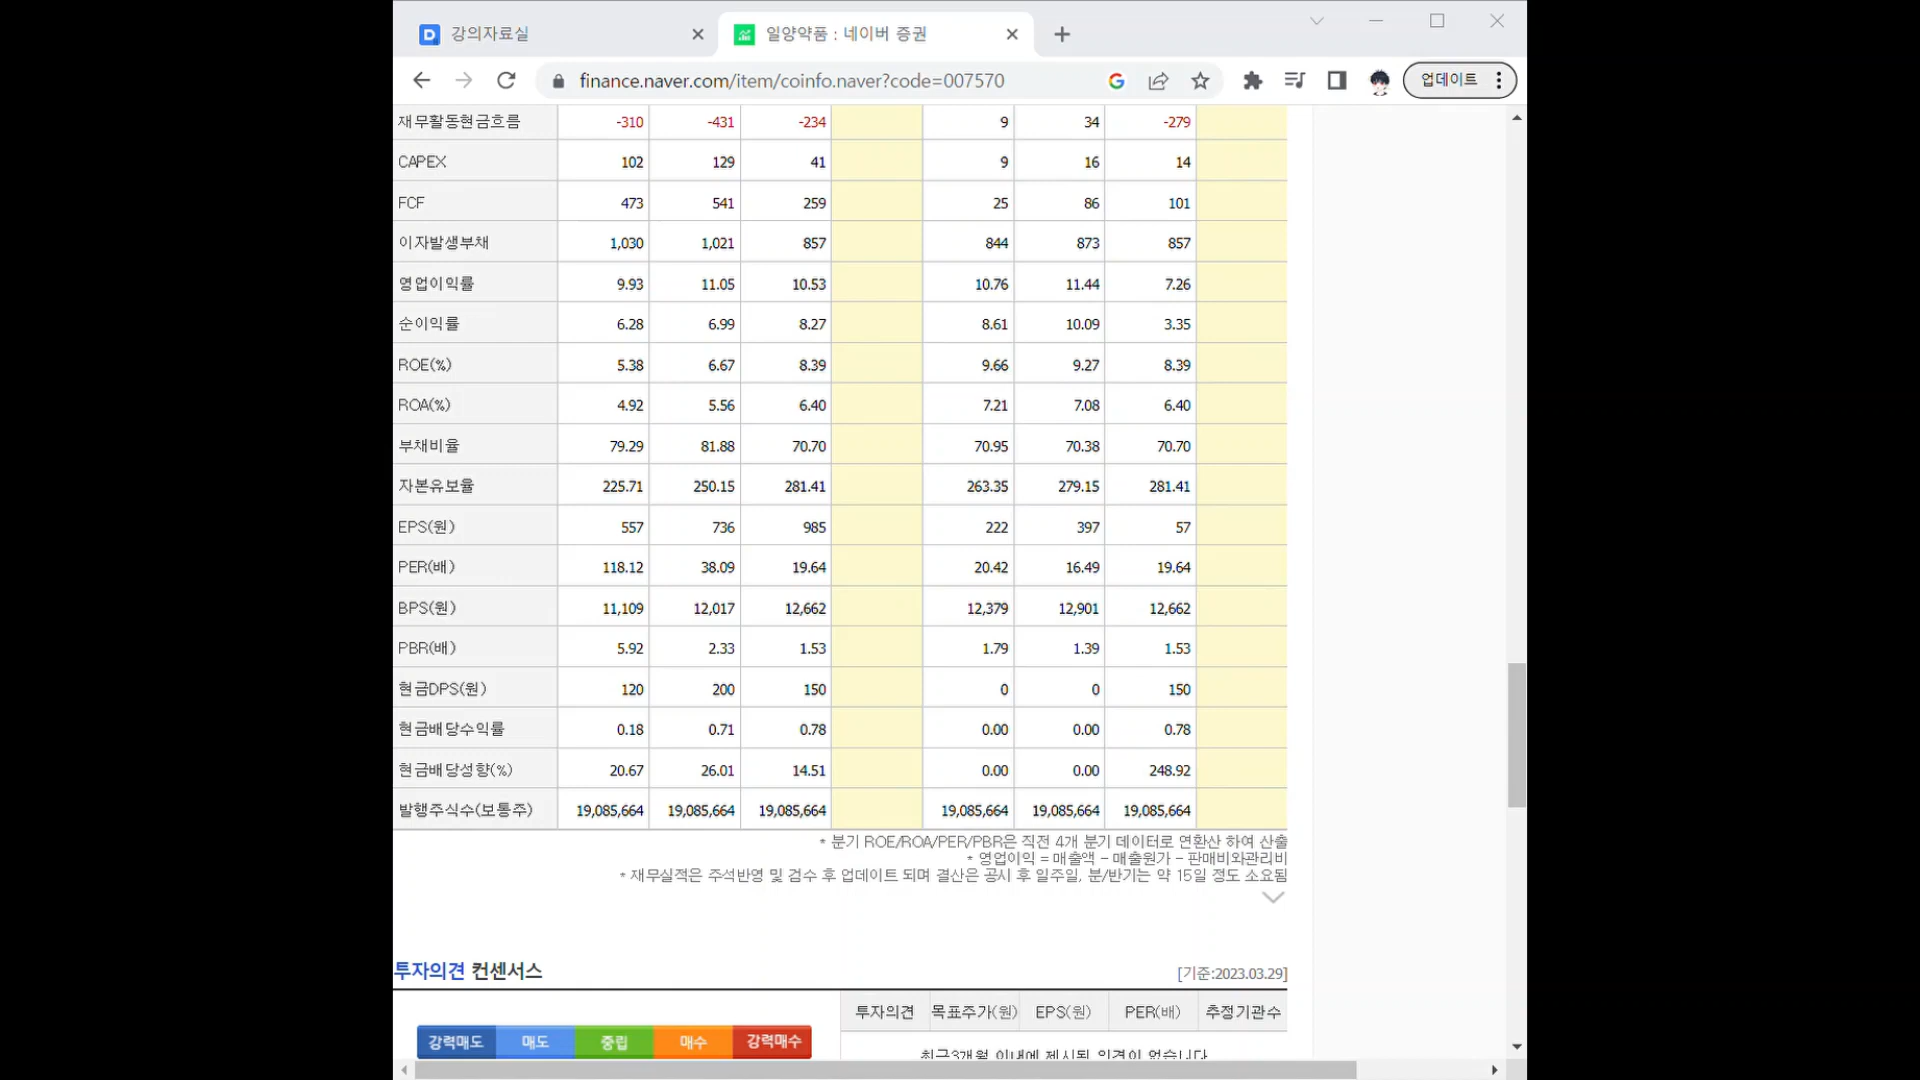 강의자료실
일양약품 : 네이버 증권
finance.naver.com/item/coinfo.naver?code=007570
업데이트
재무활동현금흐름 -310 -431 -234 9 34 -279
CAPEX 102 129 41 9 16 14
FCF 473 541 259 25 86 101
이자발생부채 1,030 1,021 857 844 873 857
영업이익률 9.93 11.05 10.53 10.76 11.44 7.26
순이익률 6.28 6.99 8.27 8.61 10.09 3.35
ROE(%) 5.38 6.67 8.39 9.66 9.27 8.39
ROA(%) 4.92 5.56 6.40 7.21 7.08 6.40
부채비율 79.29 81.88 70.70 70.95 70.38 70.70
자본유보율 225.71 250.15 281.41 263.35 279.15 281.41
EPS(원) 557 736 985 222 397 57
PER(배) 118.12 38.09 19.64 20.42 16.49 19.64
BPS(원) 11,109 12,017 12,662 12,379 12,901 12,662
PBR(배) 5.92 2.33 1.53 1.79 1.39 1.53
현금DPS(원) 120 200 150 0 0 150
현금배당수익률 0.18 0.71 0.78 0.00 0.00 0.78
현금배당성향(%) 20.67 26.01 14.51 0.00 0.00 248.92
발행주식수(보통주) 19,085,664 19,085,664 19,085,664 19,085,664 19,085,664 19,085,664
* 분기 ROE/ROA/PER/PBR은 직전 4개 분기 데이터로 연환산 하여 산출
* 영업이익 = 매출액 - 매출원가 - 판매비와관리비
* 재무실적은 주석반영 및 검수 후 업데이트 되며 결산은 공시 후 일주일, 분/반기는 약 15일 정도 소요됨
투자의견 컨센서스 [기준:2023.03.29]
투자의견 목표주가(원) EPS(원) PER(배) 추정기관수
강력매도 매도 중립 매수 강력매수
최근3개월 이내에 제시된 의견이 없습니다